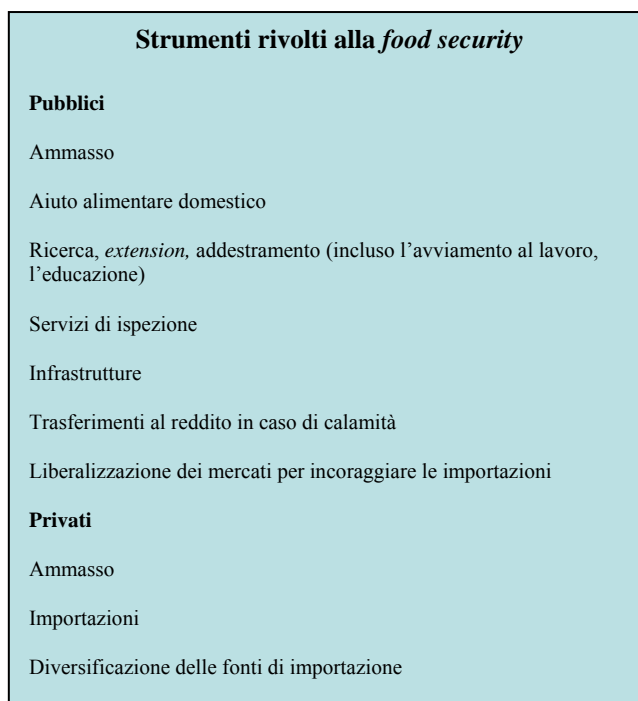 Strumenti rivolti alla food security
Pubblici
Ammasso
Aiuto alimentare domestico
Ricerca, extension, addestramento (incluso l'avviamento al lavoro,
l'educazione)
Servizi di ispezione
Infrastrutture
Trasferimenti al reddito in caso di calamità
Liberalizzazione dei mercati per incoraggiare le importazioni
Privati
Ammasso
Importazioni
Diversificazione delle fonti di importazione